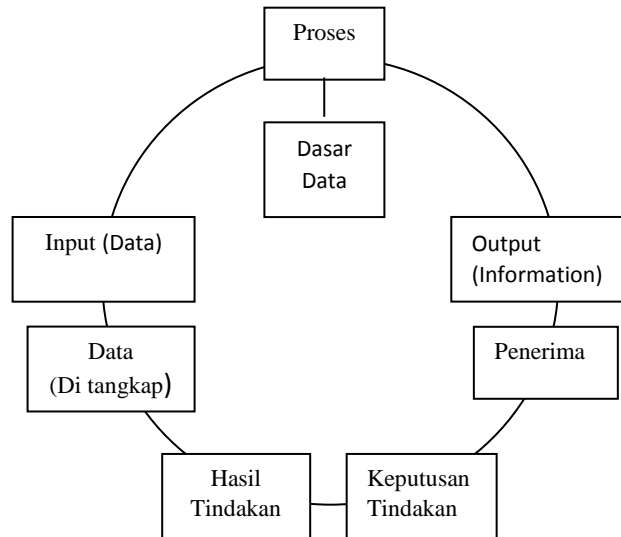 Proses
Dasar
Data
Input (Data)
Output
(Information)
Data
(Di tangkap)
Penerima
Hasil
Tindakan
Keputusan
Tindakan